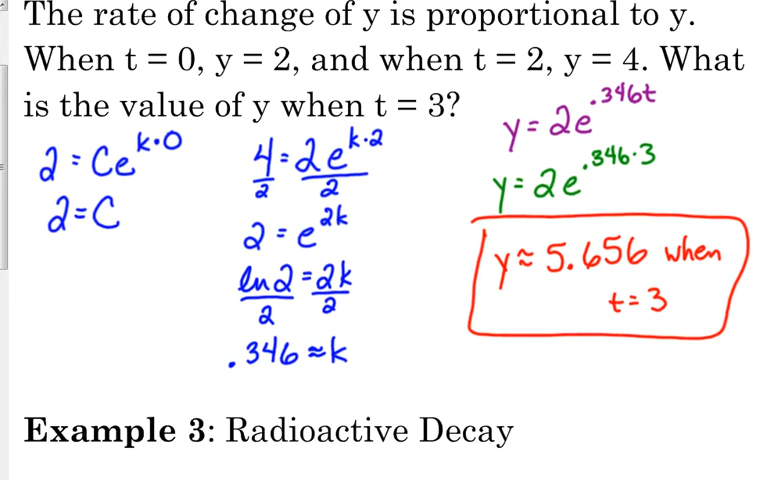 The rate of change of y is proportional to y.
When t = 0, y = 2, and when t = 2, y = 4. What
is the value of y when t = 3?
2 = Ce^{k·0}
2 = C
4/2 = 2e^{k·2}/2
2 = e^{2k}
ln2/2 = 2k/2
.346 ≈ k
y = 2e^{.346t}
y = 2e^{.346·3}
y ≈ 5.656 when
t = 3
Example 3: Radioactive Decay